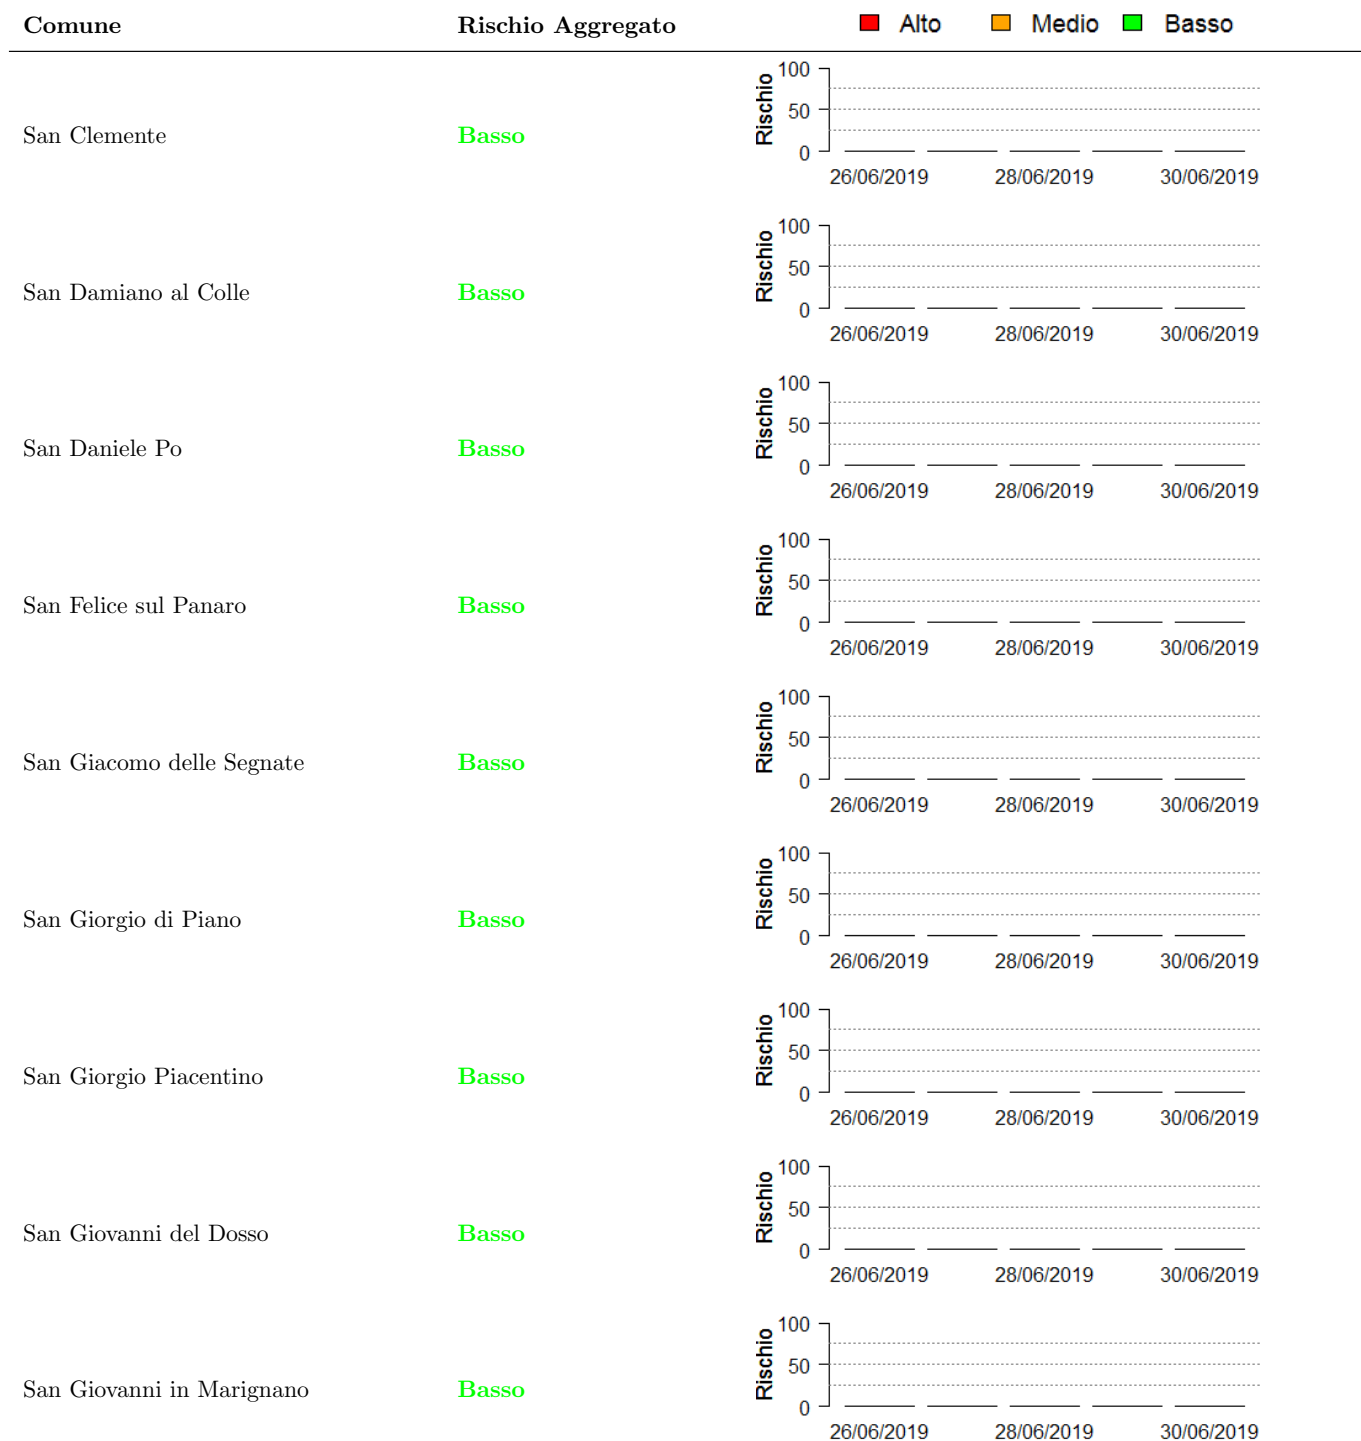 Comune Rischio Aggregato Alto Medio Basso
100
50
0
Rischio
San Clemente Basso
26/06/2019 28/06/2019 30/06/2019
100
50
0
Rischio
San Damiano al Colle Basso
26/06/2019 28/06/2019 30/06/2019
100
50
0
Rischio
San Daniele Po Basso
26/06/2019 28/06/2019 30/06/2019
100
50
0
Rischio
San Felice sul Panaro Basso
26/06/2019 28/06/2019 30/06/2019
100
50
0
Rischio
San Giacomo delle Segnate Basso
26/06/2019 28/06/2019 30/06/2019
100
50
0
Rischio
San Giorgio di Piano Basso
26/06/2019 28/06/2019 30/06/2019
100
50
0
Rischio
San Giorgio Piacentino Basso
26/06/2019 28/06/2019 30/06/2019
100
50
0
Rischio
San Giovanni del Dosso Basso
26/06/2019 28/06/2019 30/06/2019
100
50
0
Rischio
San Giovanni in Marignano Basso
26/06/2019 28/06/2019 30/06/2019